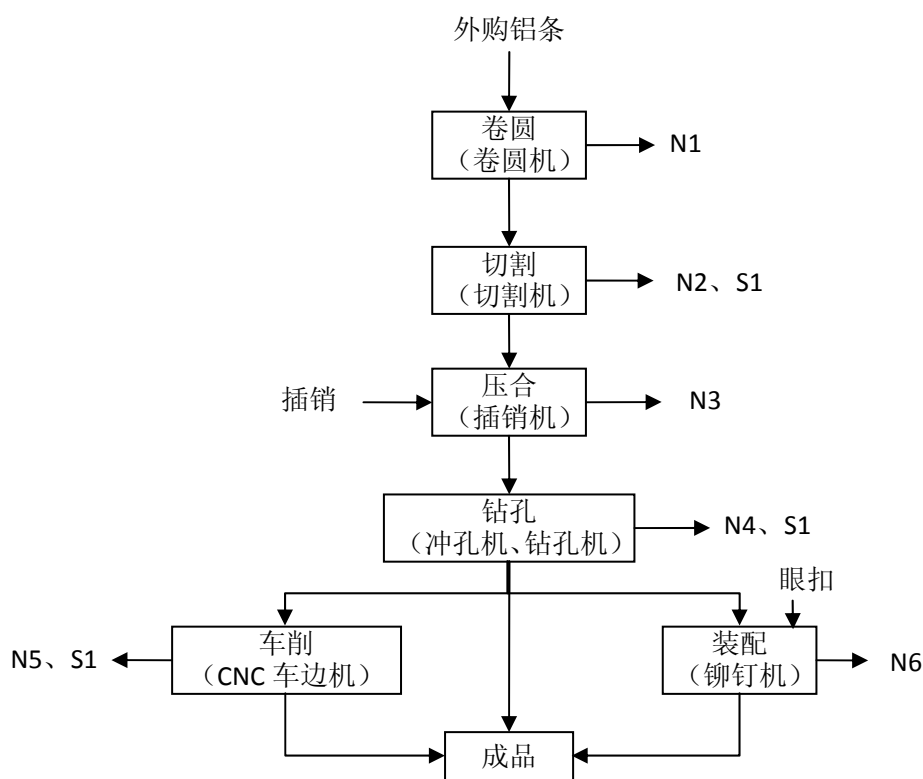 外购铝条
卷圆
（卷圆机）
N1
切割
（切割机）
N2、S1
插销
压合
（插销机）
N3
钻孔
（冲孔机、钻孔机）
N4、S1
眼扣
N5、S1
车削
（CNC 车边机）
装配
（铆钉机）
N6
成品